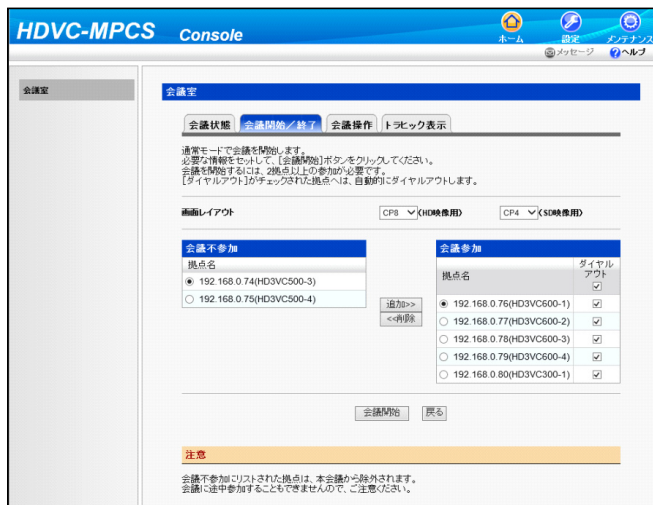 HDVC-MPCS Console
ホーム
設定
メンテナンス
メッセージ
ヘルプ
会議室
会議室
会議状態
会議開始／終了
会議操作
トラヒック表示
通常モードで会議を開始します。
必要な情報をセットして、[会議開始]ボタンをクリックしてください。
会議を開始するには、2拠点以上の参加が必要です。
[ダイヤルアウト]がチェックされた拠点へは、自動的にダイヤルアウトします。
画面レイアウト
CP8 (HD映像用)
CP4 (SD映像用)
会議不参加
拠点名
192.168.0.74(HD3VC500-3)
192.168.0.75(HD3VC500-4)
追加>>
<<削除
会議参加
拠点名
ダイヤル
アウト
192.168.0.76(HD3VC600-1)
192.168.0.77(HD3VC600-2)
192.168.0.78(HD3VC600-3)
192.168.0.79(HD3VC600-4)
192.168.0.80(HD3VC300-1)
会議開始
戻る
注意
会議不参加にリストされた拠点は、本会議から除外されます。
会議に途中参加することもできませんので、ご注意ください。